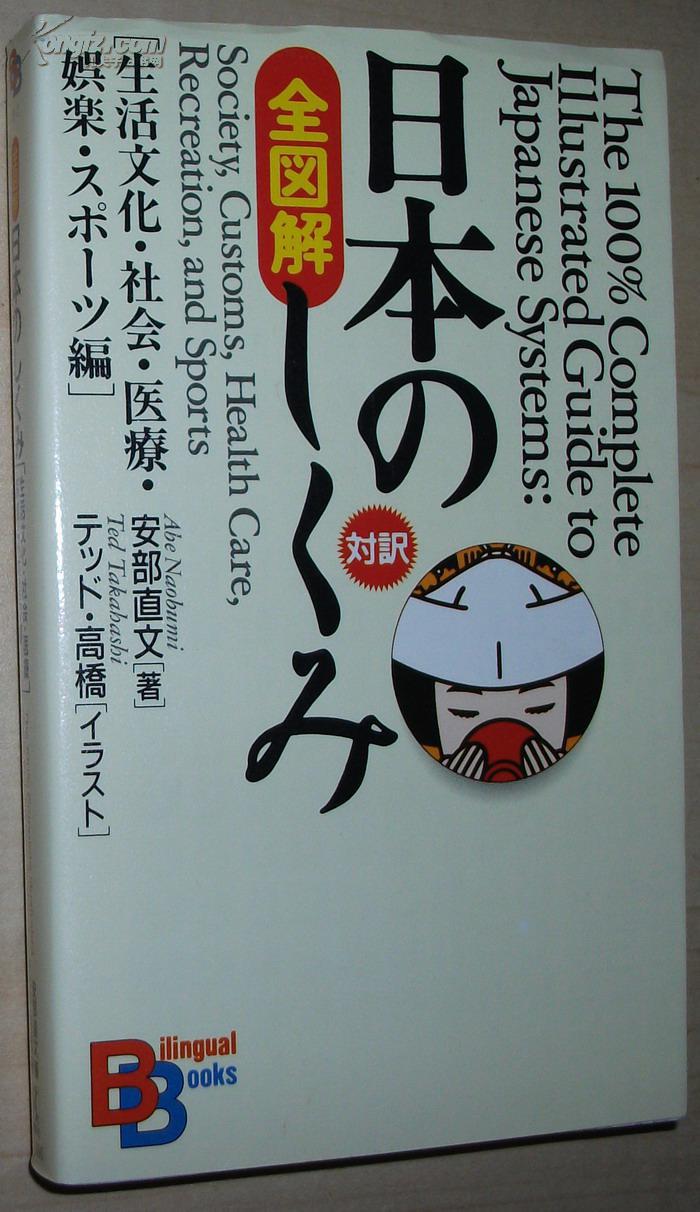 The 100% Complete
Illustrated Guide to
Japanese Systems:
日本の
しくみ
全図解
対訳
Society, Customs, Health Care,
Recreation, and Sports
[生活文化・社会・医療・
娯楽・スポーツ編]
Abe Naobumi
安部直文[著]
Ted Takahashi
テッド・高橋[イラスト]
Bilingual
Books